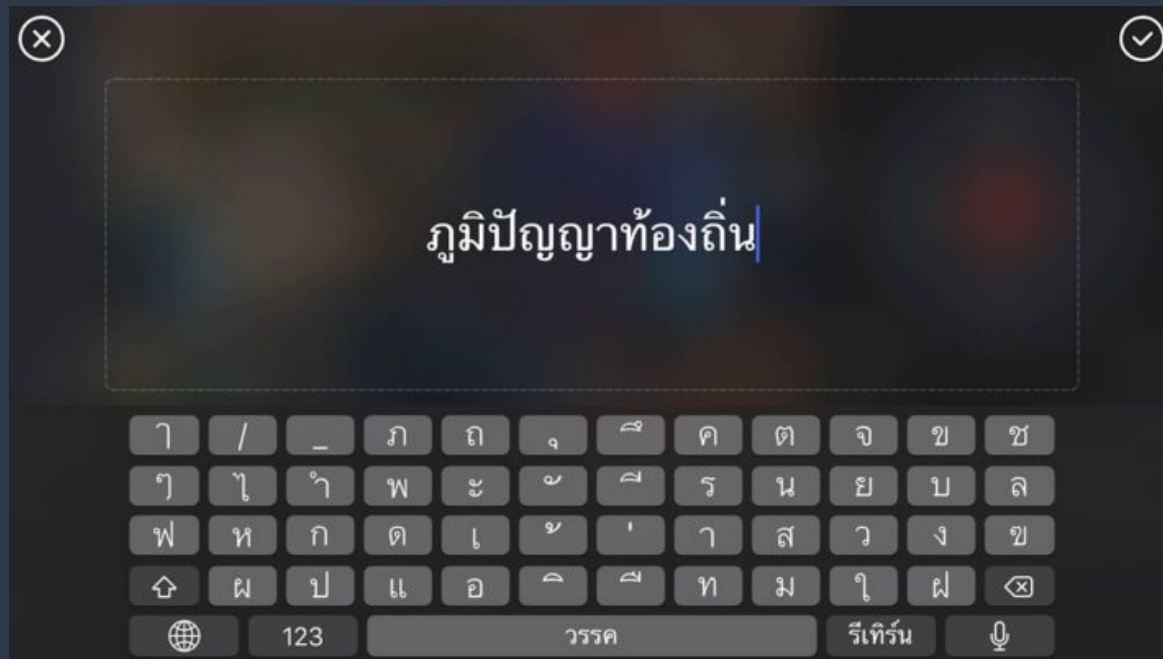 ภูมิปัญญาท้องถิ่น
ๅ / _ ภ ถ ุ ึ ค ต จ ข ช
ๆ ไ ำ พ ะ ั ี ร น ย บ ล
ฟ ห ก ด เ ้ ่ า ส ว ง ฃ
ผ ป แ อ ิ ื ท ม ใ ฝ
123 วรรค รีเทิร์น